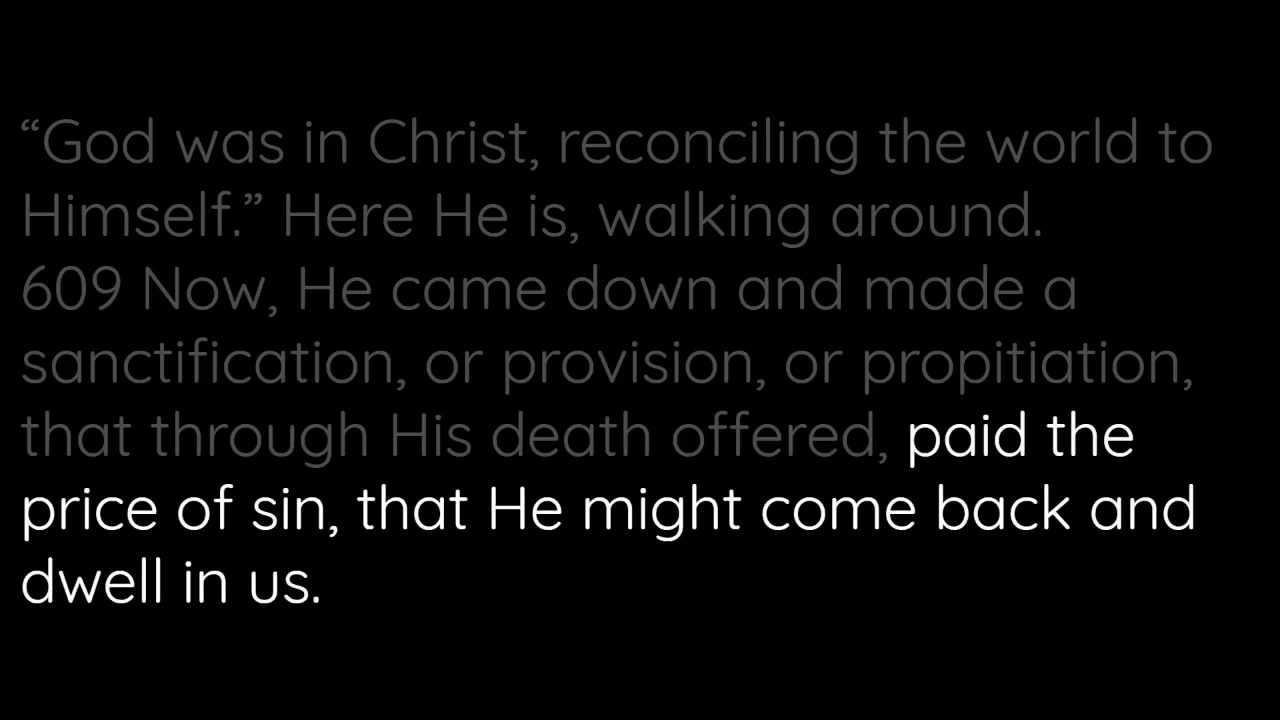 “God was in Christ, reconciling the world to
Himself.” Here He is, walking around.
609 Now, He came down and made a
sanctification, or provision, or propitiation,
that through His death offered, paid the
price of sin, that He might come back and
dwell in us.